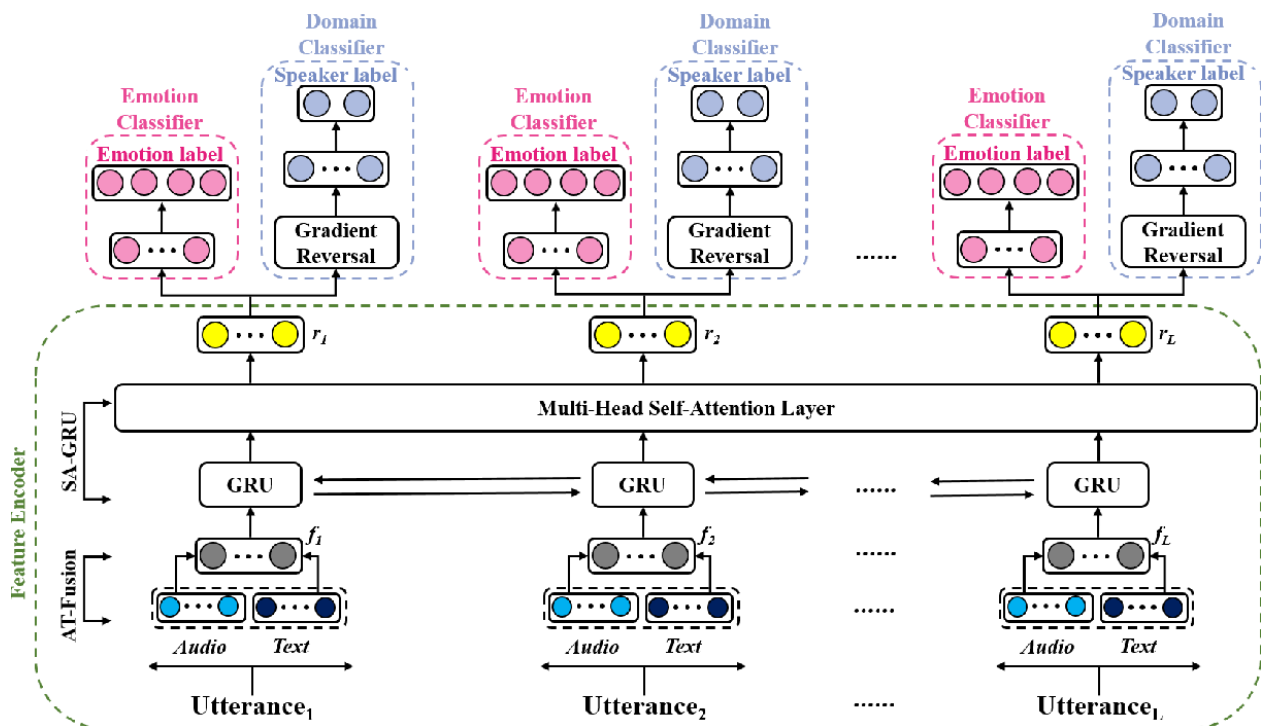 Domain
Classifier
Speaker label
Domain
Classifier
Speaker label
Domain
Classifier
Speaker label
Emotion
Classifier
Emotion label
Emotion
Classifier
Emotion label
Emotion
Classifier
Emotion label
Gradient
Reversal
Gradient
Reversal
......
Gradient
Reversal
r1
r2
rL
Multi-Head Self-Attention Layer
Feature Encoder
SA-GRU
GRU
GRU
......
GRU
AT-Fusion
f1
f2
......
fL
......
Audio Text
Audio Text
Audio Text
Utterance1
Utterance2
......
UtteranceL